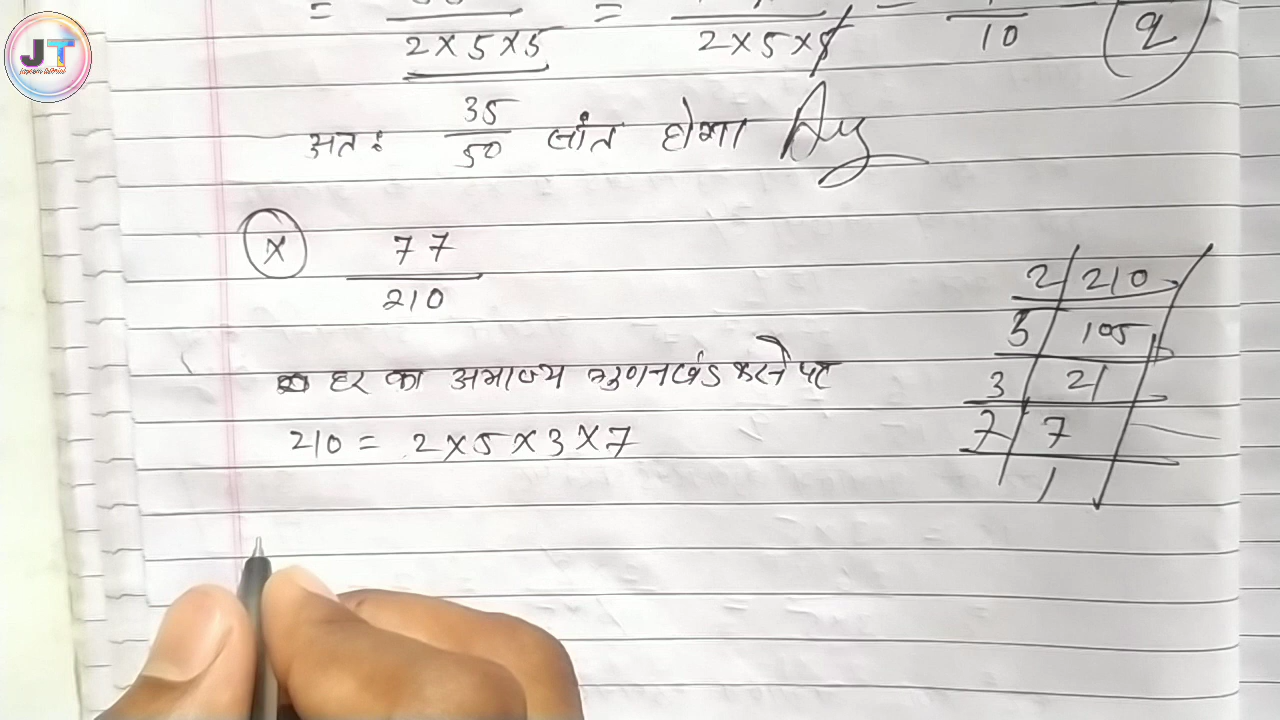 JT
=
=
2 × 5 × 5
2 × 5 × 5
10
q
अतः 35/50 सांत होगा Ans
x 77/210
हर का अभाज्य गुणनखंड करने पर
210 = 2 × 5 × 3 × 7
2 210
5 105
3 21
7 7
1